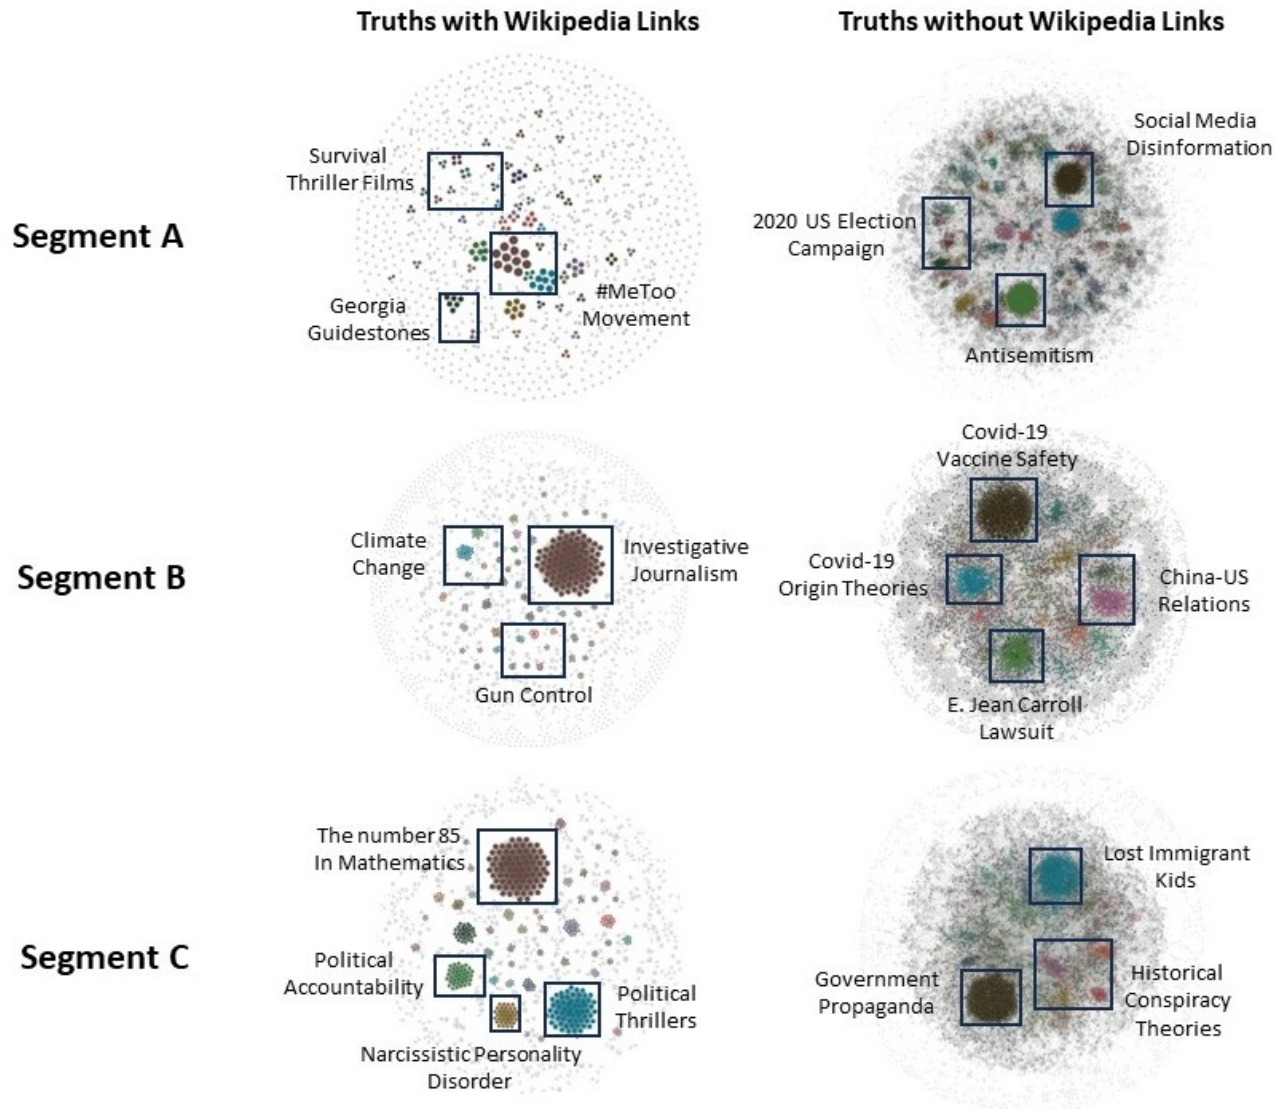 Truths with Wikipedia Links
Truths without Wikipedia Links
Segment A
Survival
Thriller Films
Georgia
Guidestones
#MeToo
Movement
Social Media
Disinformation
2020 US Election
Campaign
Antisemitism
Segment B
Climate
Change
Investigative
Journalism
Gun Control
Covid-19
Vaccine Safety
Covid-19
Origin Theories
China-US
Relations
E. Jean Carroll
Lawsuit
Segment C
The number 85
In Mathematics
Political
Accountability
Narcissistic Personality
Disorder
Political
Thrillers
Lost Immigrant
Kids
Government
Propaganda
Historical
Conspiracy
Theories